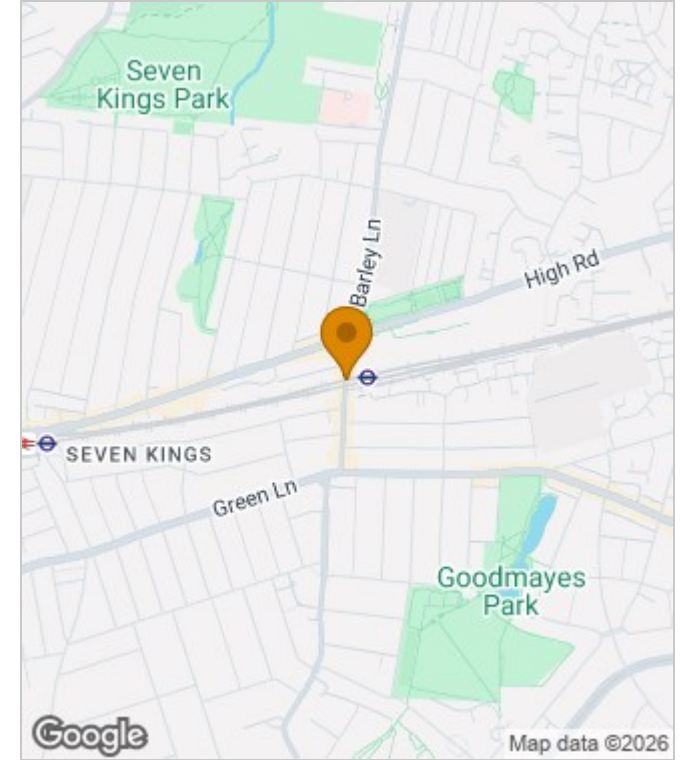 Seven
Kings Park
Barley Ln
High Rd
SEVEN KINGS
Green Ln
Goodmayes
Park
Google
Map data ©2026